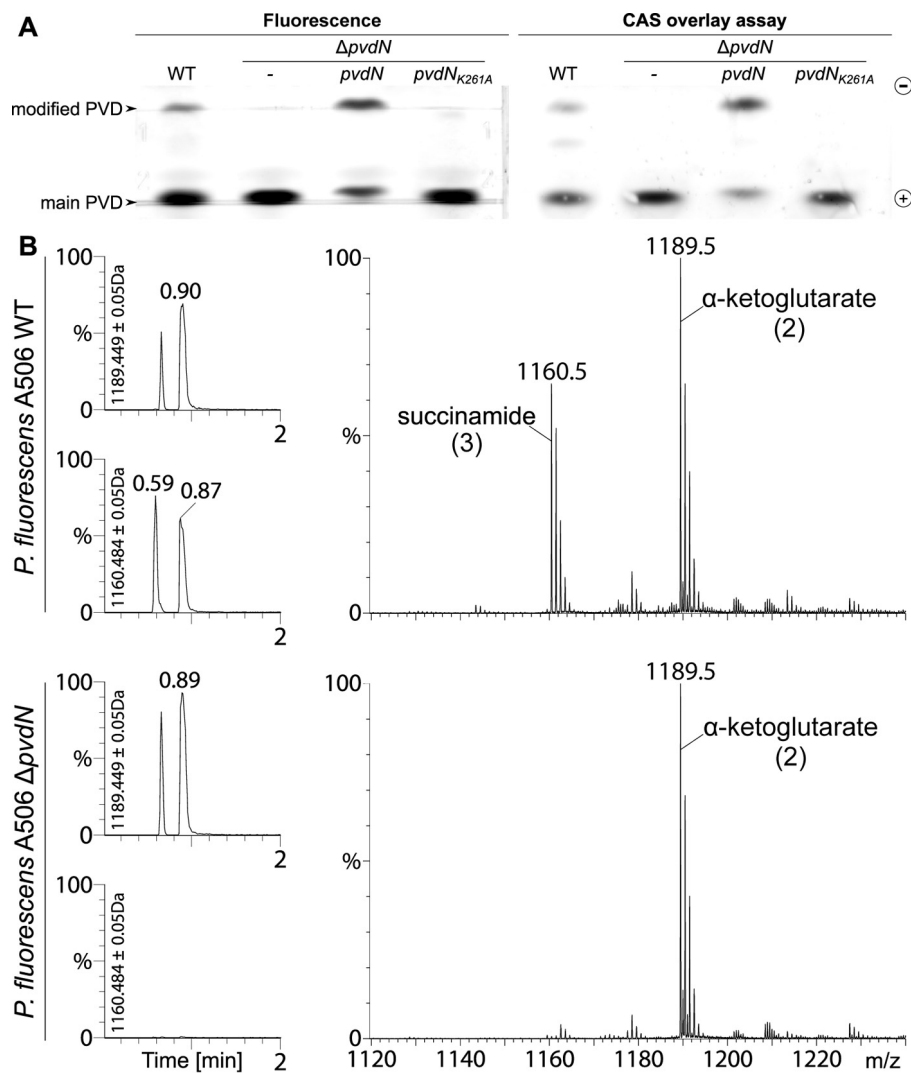 A
Fluorescence
CAS overlay assay
ΔpvdN
ΔpvdN
WT - pvdN pvdNK261A
WT - pvdN pvdNK261A
modified PVD
−
main PVD
+
B
P. fluorescens A506 WT
100
%
0
1189.449 ± 0.05Da
0.90
2
100
%
0
1160.484 ± 0.05Da
0.59
0.87
2
100
%
0
1189.5
α-ketoglutarate
(2)
1160.5
succinamide
(3)
P. fluorescens A506 ΔpvdN
100
%
0
1189.449 ± 0.05Da
0.89
2
100
%
0
1160.484 ± 0.05Da
Time [min] 2
100
%
0
1189.5
α-ketoglutarate
(2)
1120 1140 1160 1180 1200 1220 m/z